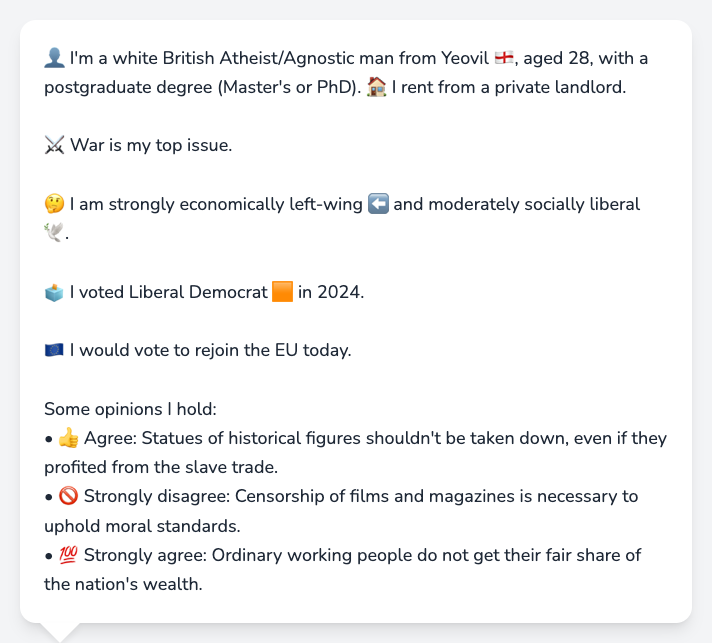 👤 I'm a white British Atheist/Agnostic man from Yeovil 🏴󠁧󠁢󠁥󠁮󠁧󠁿, aged 28, with a
postgraduate degree (Master's or PhD). 🏠 I rent from a private landlord.
⚔️ War is my top issue.
🤔 I am strongly economically left-wing ⬅️ and moderately socially liberal
🕊️.
🗳️ I voted Liberal Democrat 🟧 in 2024.
🇪🇺 I would vote to rejoin the EU today.
Some opinions I hold:
• 👍 Agree: Statues of historical figures shouldn't be taken down, even if they
profited from the slave trade.
• 🚫 Strongly disagree: Censorship of films and magazines is necessary to
uphold moral standards.
• 💯 Strongly agree: Ordinary working people do not get their fair share of
the nation's wealth.